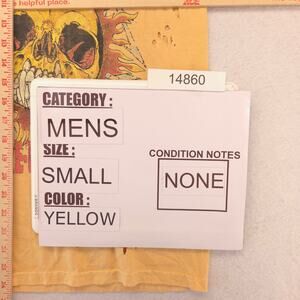 helpful place.
14860
CATEGORY :
MENS
SIZE :
SMALL
COLOR :
YELLOW
CONDITION NOTES
NONE